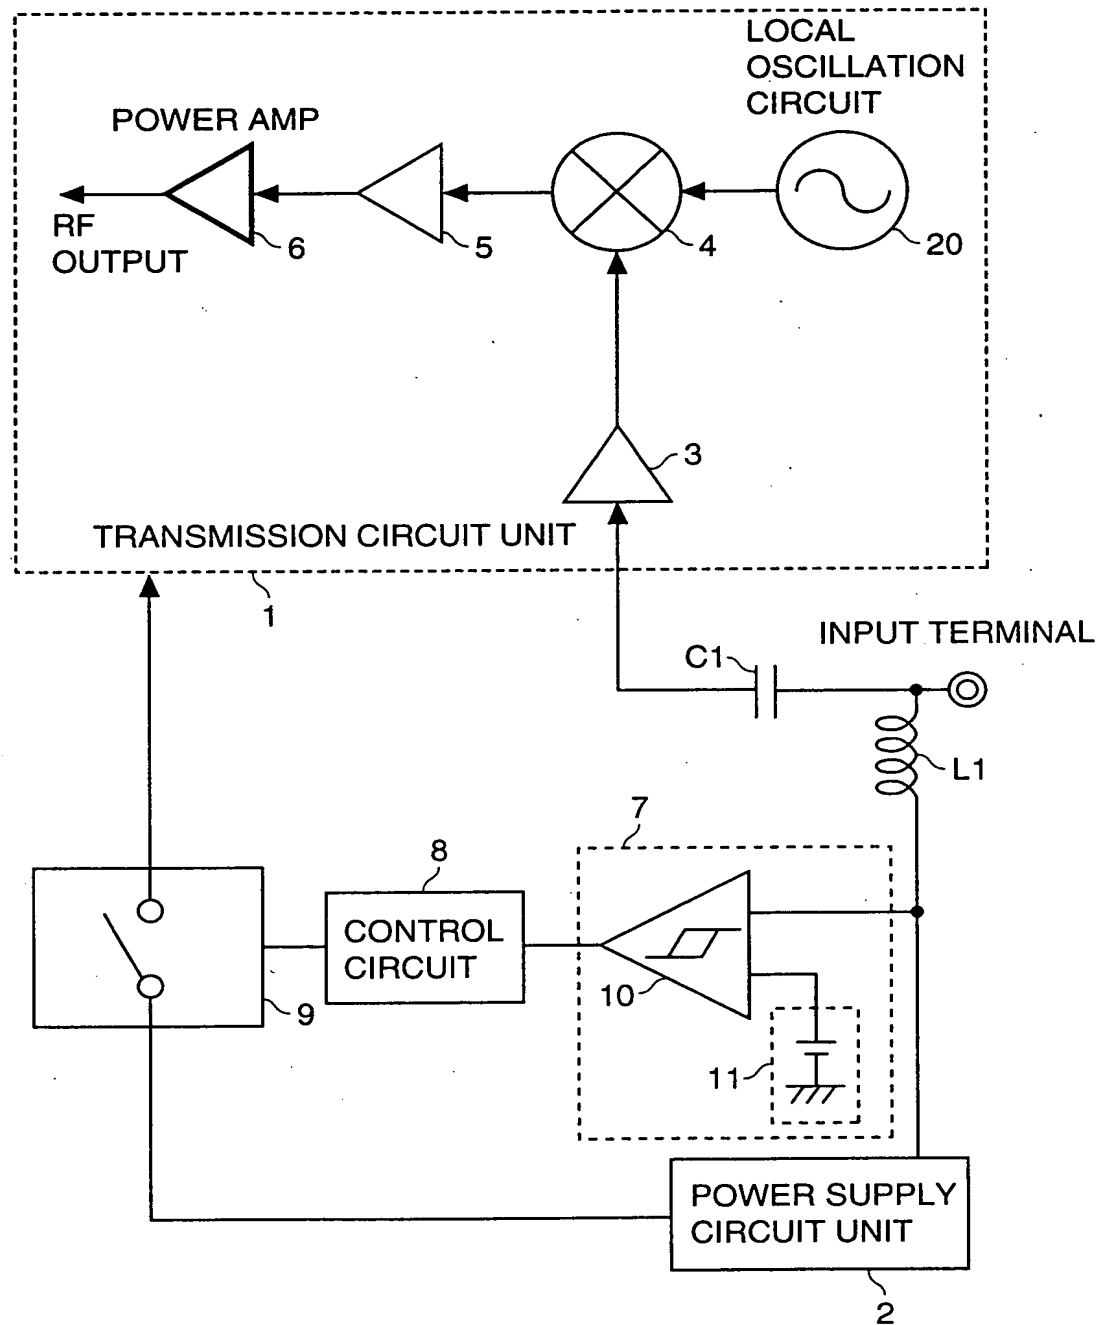 LOCAL
OSCILLATION
CIRCUIT
POWER AMP
RF
OUTPUT
6
5
4
20
3
TRANSMISSION CIRCUIT UNIT
1
INPUT TERMINAL
C1
L1
7
8
CONTROL
CIRCUIT
10
9
11
POWER SUPPLY
CIRCUIT UNIT
2